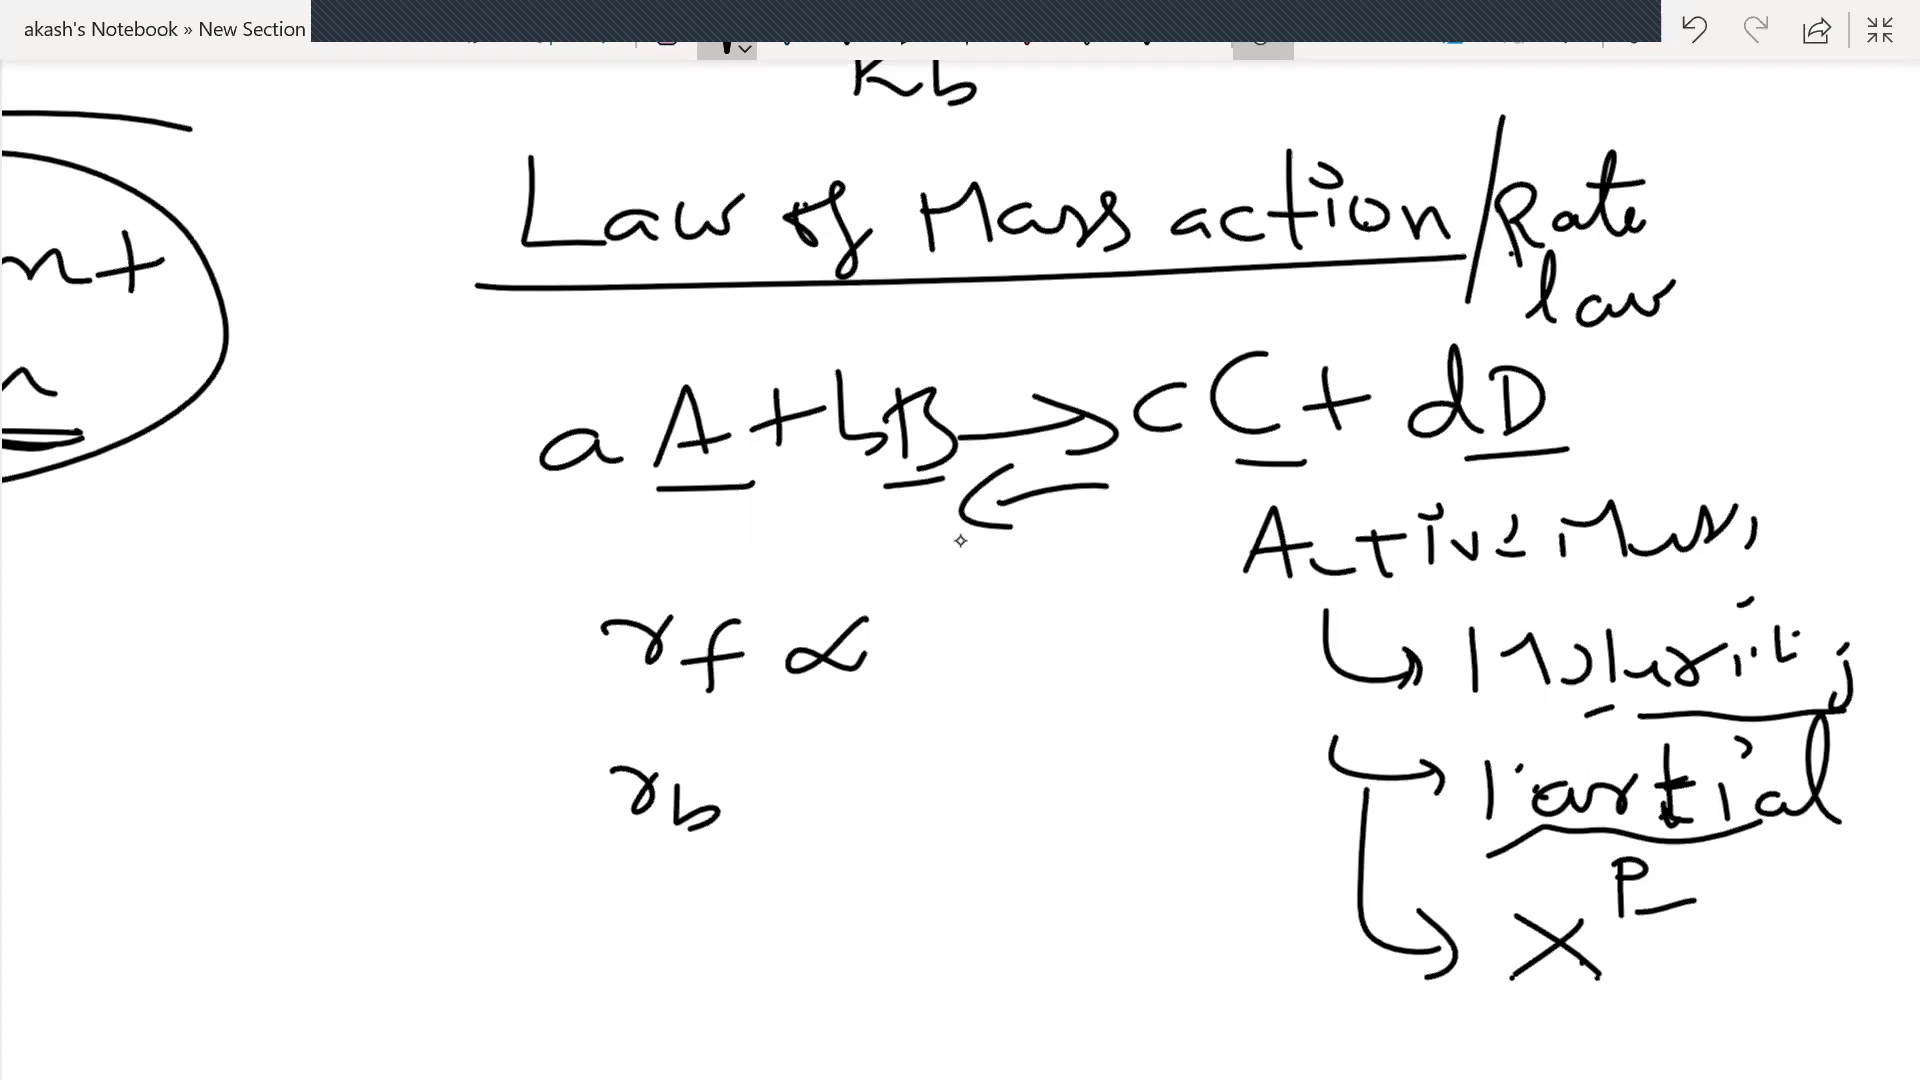 akash's Notebook » New Section
Kb
Law of Mass action / Rate
law
nt
a A + bB → cC + dD
Active Mass
rf ∝
↳ Molarity
rb
↳ Partial
P
↳ X